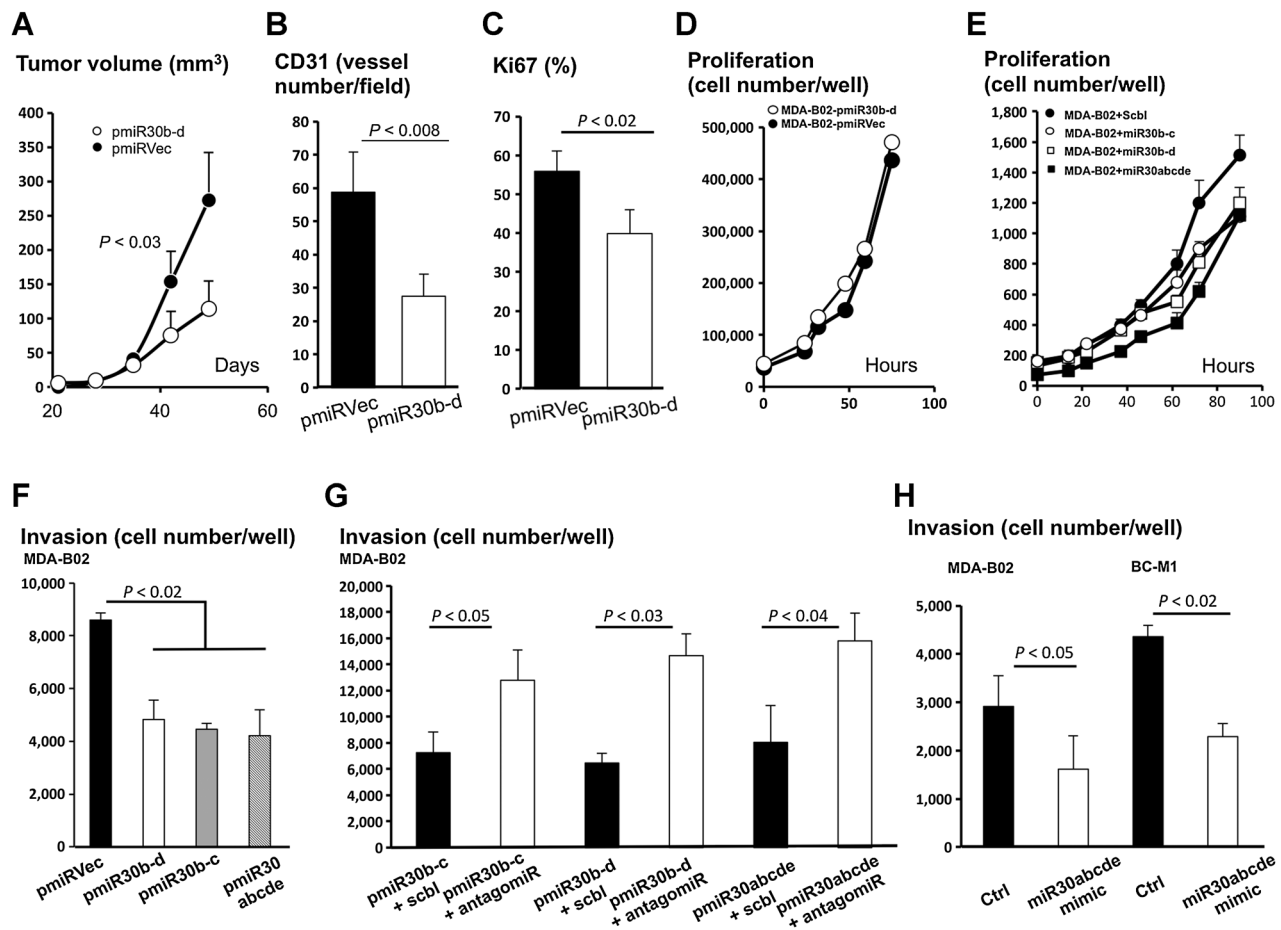 A
Tumor volume (mm³)
400
350
300
250
200
150
100
50
0
20
40
60
pmiR30b-d
pmiRVec
P < 0.03
Days
B
CD31 (vessel
number/field)
80
70
60
50
40
30
20
10
0
P < 0.008
pmiRVec
pmiR30b-d
C
Ki67 (%)
70
60
50
40
30
20
10
0
P < 0.02
pmiRVec
pmiR30b-d
D
Proliferation
(cell number/well)
MDA-B02-pmiR30b-d
MDA-B02-pmiRVec
500,000
400,000
300,000
200,000
100,000
0
0
50
100
Hours
E
Proliferation
(cell number/well)
1,800
1,600
1,400
1,200
1,000
800
600
400
200
0
MDA-B02+Scbl
MDA-B02+miR30b-c
MDA-B02+miR30b-d
MDA-B02+miR30abcde
Hours
0
20
40
60
80
100
F
Invasion (cell number/well)
MDA-B02
10,000
8,000
6,000
4,000
2,000
0
P < 0.02
pmiRVec
pmiR30b-d
pmiR30b-c
pmiR30
abcde
G
Invasion (cell number/well)
MDA-B02
20,000
18,000
16,000
14,000
12,000
10,000
8,000
6,000
4,000
2,000
0
P < 0.05
P < 0.03
P < 0.04
pmiR30b-c
+ scbl
pmiR30b-c
+ antagomiR
pmiR30b-d
+ scbl
pmiR30b-d
+ antagomiR
pmiR30abcde
+ scbl
pmiR30abcde
+ antagomiR
H
Invasion (cell number/well)
MDA-B02
BC-M1
5,000
4,000
3,000
2,000
1,000
0
P < 0.05
P < 0.02
Ctrl
miR30abcde
mimic
Ctrl
miR30abcde
mimic